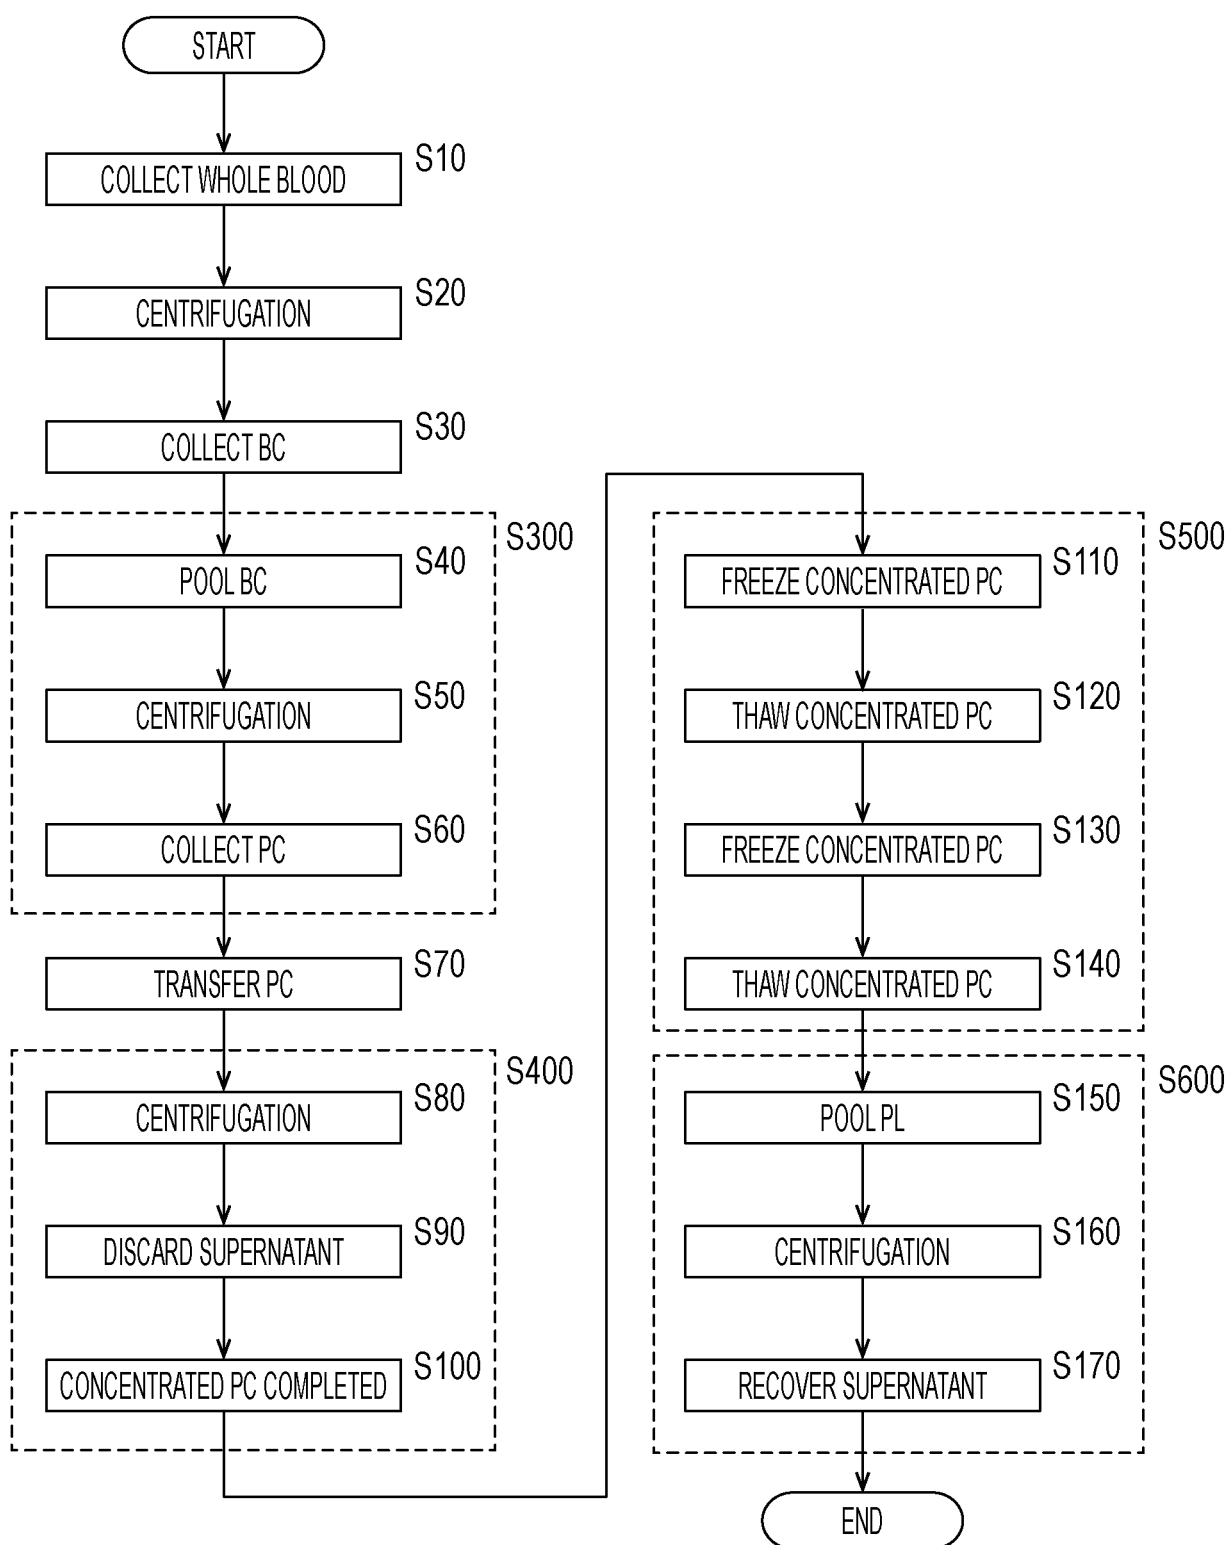 START
S10
COLLECT WHOLE BLOOD
S20
CENTRIFUGATION
S30
COLLECT BC
S300
S40
POOL BC
S50
CENTRIFUGATION
S60
COLLECT PC
S70
TRANSFER PC
S400
S80
CENTRIFUGATION
S90
DISCARD SUPERNATANT
S100
CONCENTRATED PC COMPLETED
S500
S110
FREEZE CONCENTRATED PC
S120
THAW CONCENTRATED PC
S130
FREEZE CONCENTRATED PC
S140
THAW CONCENTRATED PC
S600
S150
POOL PL
S160
CENTRIFUGATION
S170
RECOVER SUPERNATANT
END